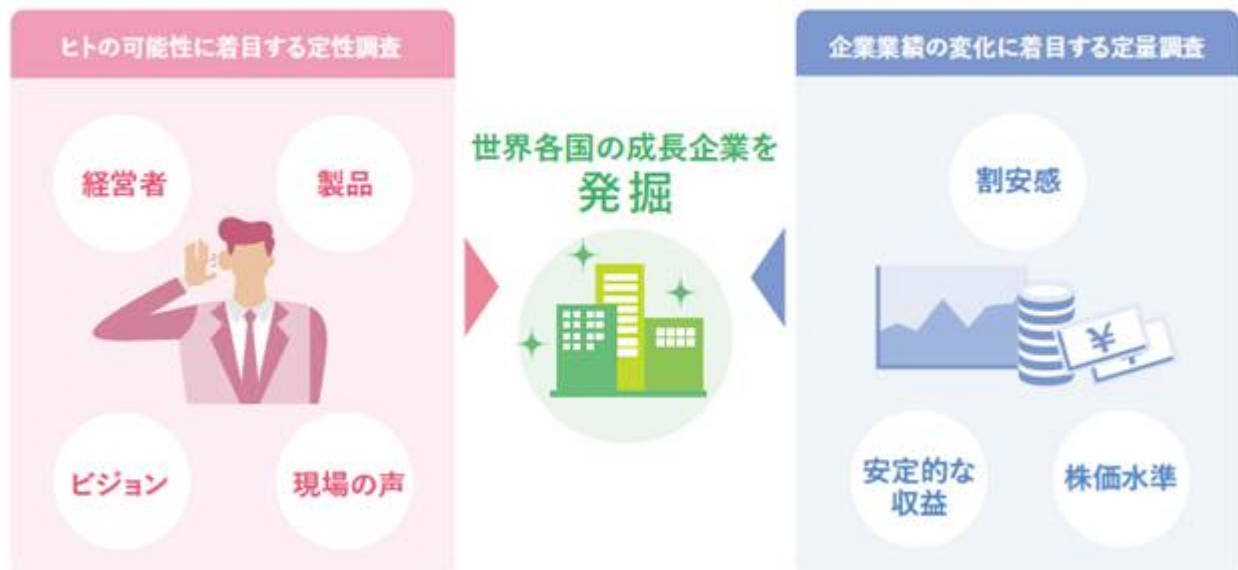 ヒトの可能性に着目する定性調査
経営者
製品
ビジョン
現場の声
世界各国の成長企業を
発掘
企業業績の変化に着目する定量調査
割安感
安定的な
収益
株価水準